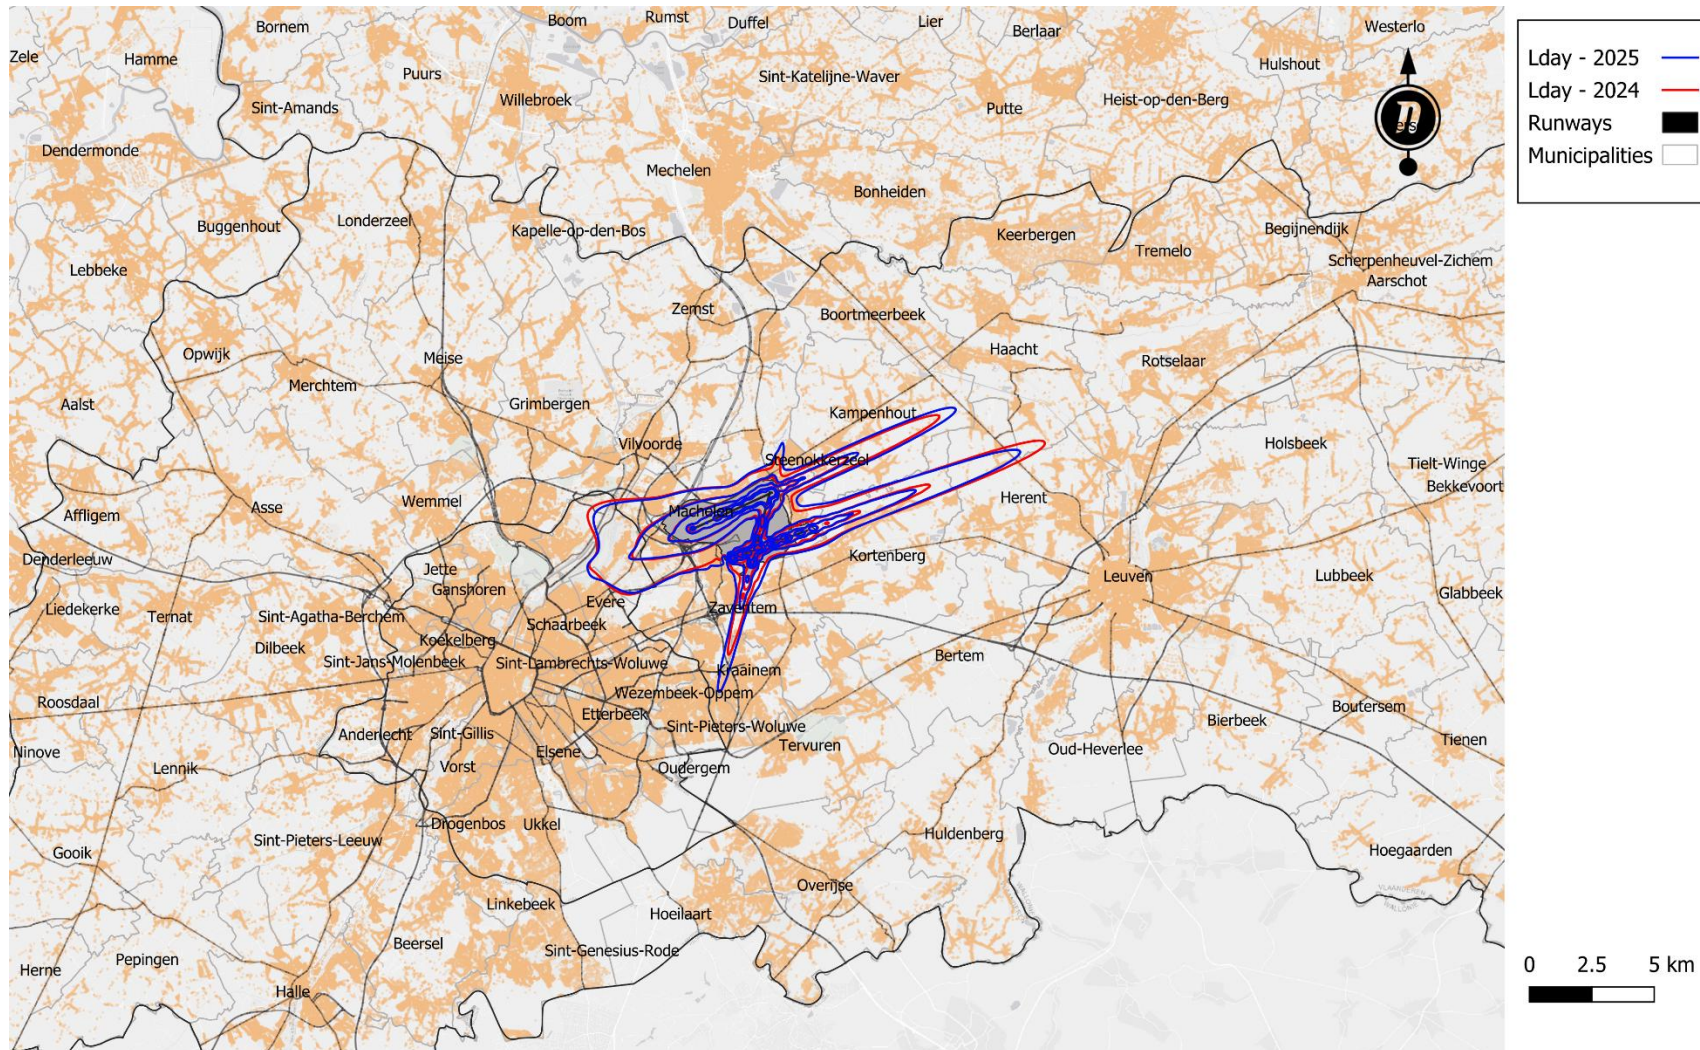 Bornem
Boom
Rumst
Duffel
Lier
Berlaar
Westerlo
Zele
Hamme
Puurs
Sint-Katelijne-Waver
Hulshout
Sint-Amands
Willebroek
Putte
Heist-op-den-Berg
Dendermonde
Mechelen
Bonheiden
Buggenhout
Londerzeel
Kapelle-op-den-Bos
Keerbergen
Begijnendijk
Tremelo
Lebbeke
Scherpenheuvel-Zichem
Aarschot
Zemst
Boortmeerbeek
Opwijk
Meise
Haacht
Rotselaar
Merchtem
Aalst
Grimbergen
Kampenhout
Vilvoorde
Holsbeek
Steenokkerzeel
Tielt-Winge
Bekkevoort
Wemmel
Asse
Affligem
Machelen
Herent
Denderleeuw
Kortenberg
Jette
Ganshoren
Leuven
Lubbeek
Glabbeek
Liedekerke
Ternat
Sint-Agatha-Berchem
Evere
Zaventem
Schaarbeek
Dilbeek
Koekelberg
Sint-Jans-Molenbeek
Sint-Lambrechts-Woluwe
Kraainem
Bertem
Roosdaal
Wezembeek-Oppem
Etterbeek
Sint-Pieters-Woluwe
Bierbeek
Boutersem
Anderlecht
Sint-Gillis
Elsene
Tervuren
Oud-Heverlee
Tienen
Ninove
Lennik
Vorst
Oudergem
Drogenbos
Ukkel
Sint-Pieters-Leeuw
Huldenberg
Gooik
Hoegaarden
Overijse
VLAANDEREN
WALLONIE
Linkebeek
Hoeilaart
Beersel
Sint-Genesius-Rode
Pepingen
Herne
Halle
Lday - 2025
Lday - 2024
Runways
Municipalities
0 2.5 5 km